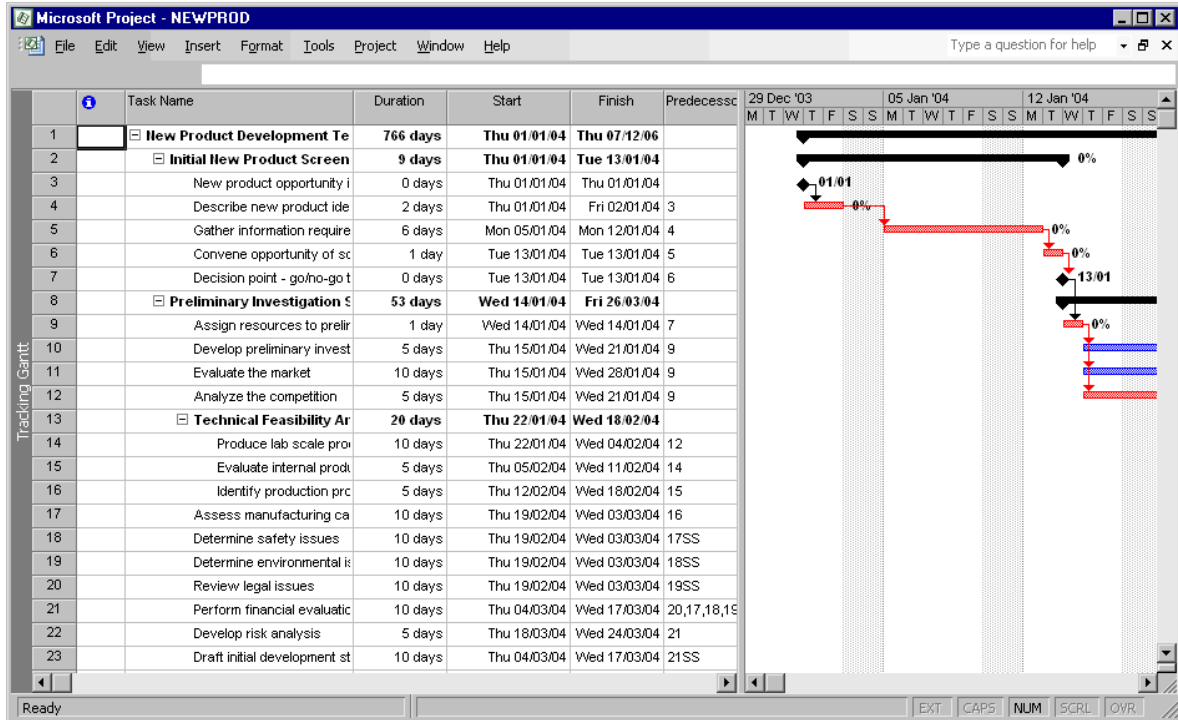 Microsoft Project - NEWPROD
File Edit View Insert Format Tools Project Window Help Type a question for help
Task Name Duration Start Finish Predecessc 29 Dec '03 05 Jan '04 12 Jan '04
M T W T F S S M T W T F S S M T W T F S S
1 New Product Development Te 766 days Thu 01/01/04 Thu 07/12/06
2 Initial New Product Screen 9 days Thu 01/01/04 Tue 13/01/04 0%
3 New product opportunity i 0 days Thu 01/01/04 Thu 01/01/04 01/01
4 Describe new product ide 2 days Thu 01/01/04 Fri 02/01/04 3 0%
5 Gather information require 6 days Mon 05/01/04 Mon 12/01/04 4 0%
6 Convene opportunity of sc 1 day Tue 13/01/04 Tue 13/01/04 5 0%
7 Decision point - go/no-go t 0 days Tue 13/01/04 Tue 13/01/04 6 13/01
8 Preliminary Investigation S 53 days Wed 14/01/04 Fri 26/03/04
9 Assign resources to prelir 1 day Wed 14/01/04 Wed 14/01/04 7 0%
10 Develop preliminary invest 5 days Thu 15/01/04 Wed 21/01/04 9
11 Evaluate the market 10 days Thu 15/01/04 Wed 28/01/04 9
12 Analyze the competition 5 days Thu 15/01/04 Wed 21/01/04 9
13 Technical Feasibility Ar 20 days Thu 22/01/04 Wed 18/02/04
14 Produce lab scale pro 10 days Thu 22/01/04 Wed 04/02/04 12
15 Evaluate internal produ 5 days Thu 05/02/04 Wed 11/02/04 14
16 Identify production prc 5 days Thu 12/02/04 Wed 18/02/04 15
17 Assess manufacturing ca 10 days Thu 19/02/04 Wed 03/03/04 16
18 Determine safety issues 10 days Thu 19/02/04 Wed 03/03/04 17SS
19 Determine environmental is 10 days Thu 19/02/04 Wed 03/03/04 18SS
20 Review legal issues 10 days Thu 19/02/04 Wed 03/03/04 19SS
21 Perform financial evaluatic 10 days Thu 04/03/04 Wed 17/03/04 20,17,18,19
22 Develop risk analysis 5 days Thu 18/03/04 Wed 24/03/04 21
23 Draft initial development st 10 days Thu 04/03/04 Wed 17/03/04 21SS
Tracking Gantt
Ready EXT CAPS NUM SCRL OVR